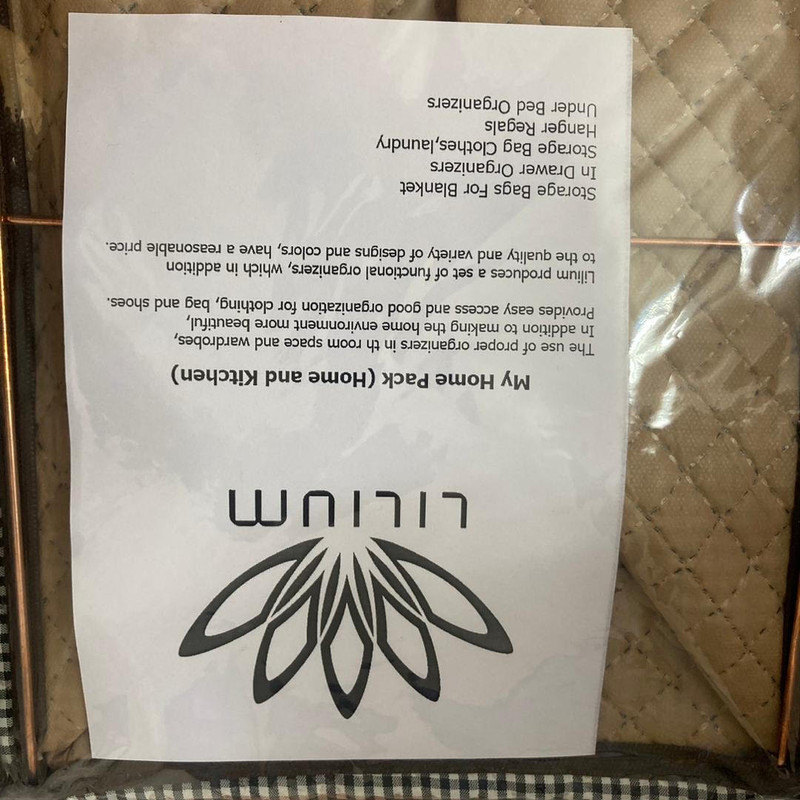 LILIUM
My Home Pack (Home and Kitchen)
The use of proper organizers in th room space and wardrobes,
In addition to making the home environment more beautiful,
Provides easy access and good organization for clothing, bag and shoes.
Lilium produces a set of functional organizers, which in addition
to the quality and variety of designs and colors, have a reasonable price.
Storage Bags For Blanket
In Drawer Organizers
Storage Bag Clothes,laundry
Hanger Regals
Under Bed Organizers